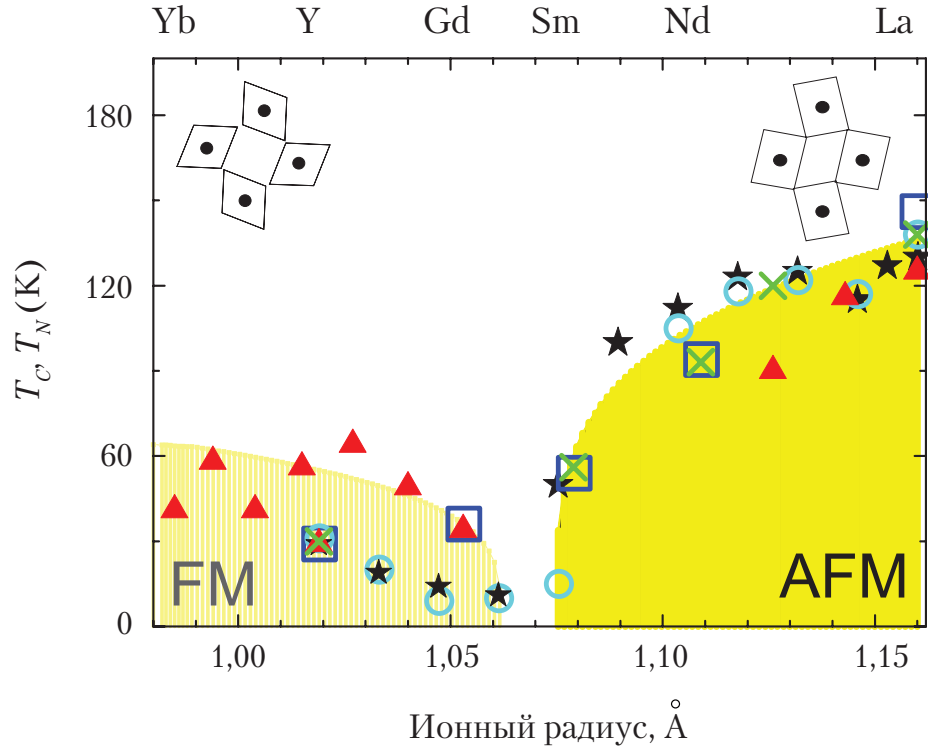 Yb Y Gd Sm Nd La
180
120
60
0
T_C, T_N (K)
FM
AFM
1,00 1,05 1,10 1,15
Ионный радиус, Å